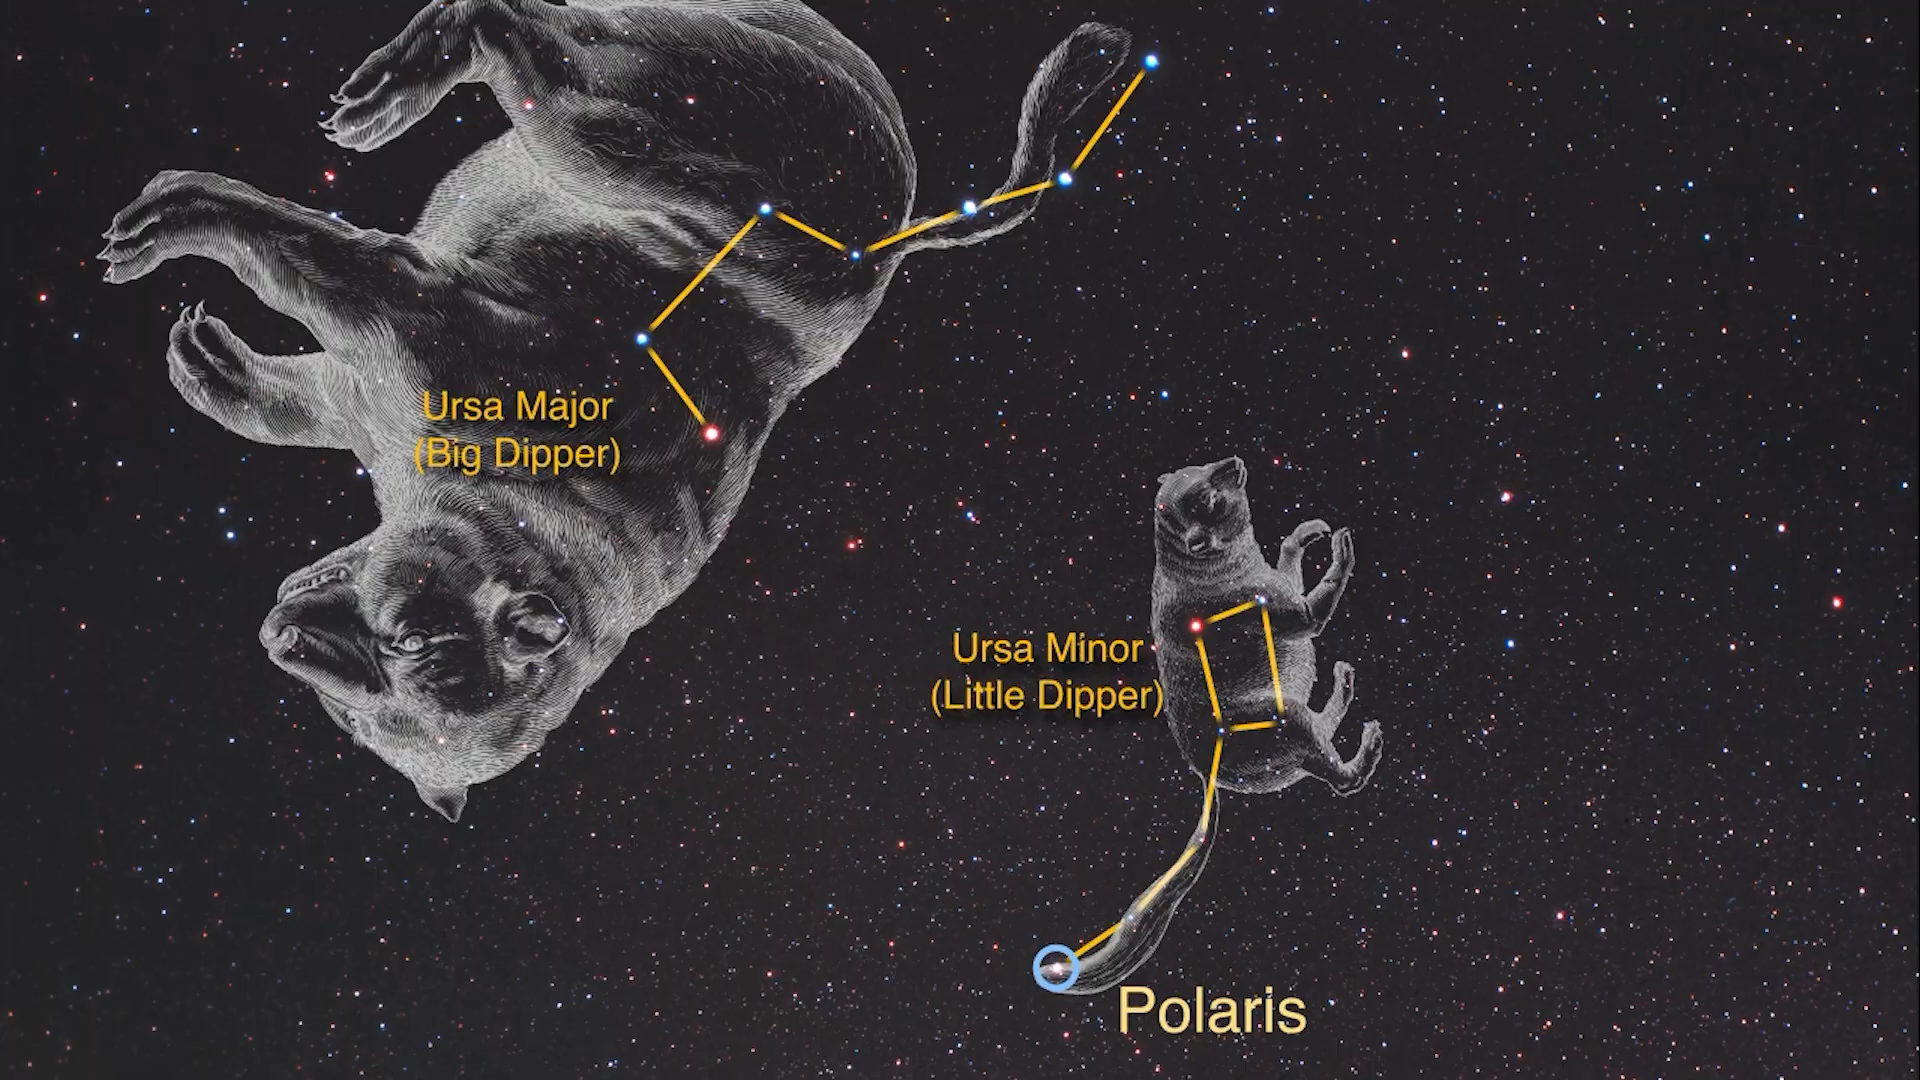 Ursa Major
(Big Dipper)
Ursa Minor
(Little Dipper)
Polaris